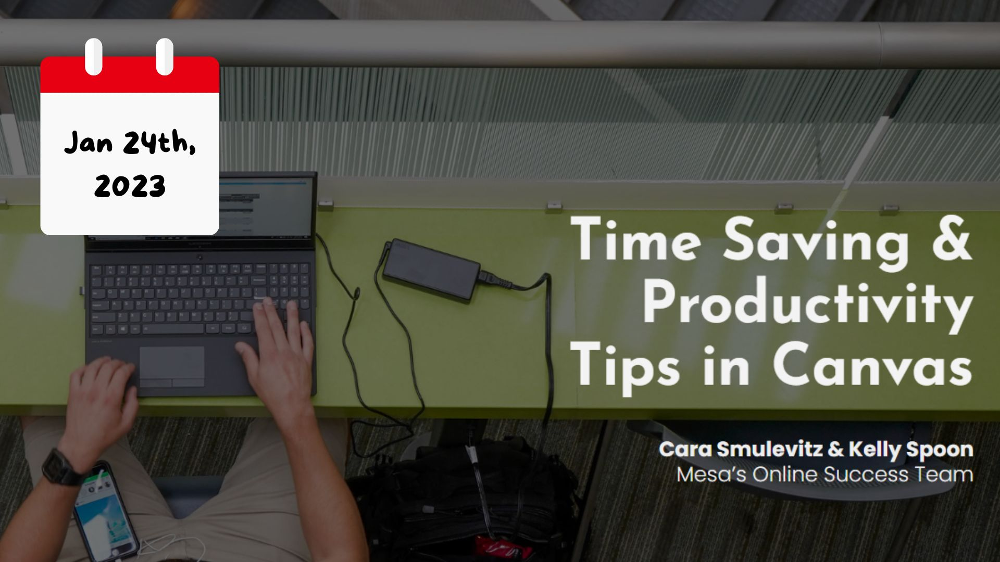 Jan 24th,
2023
Time Saving &
Productivity
Tips in Canvas
Cara Smulevitz & Kelly Spoon
Mesa’s Online Success Team